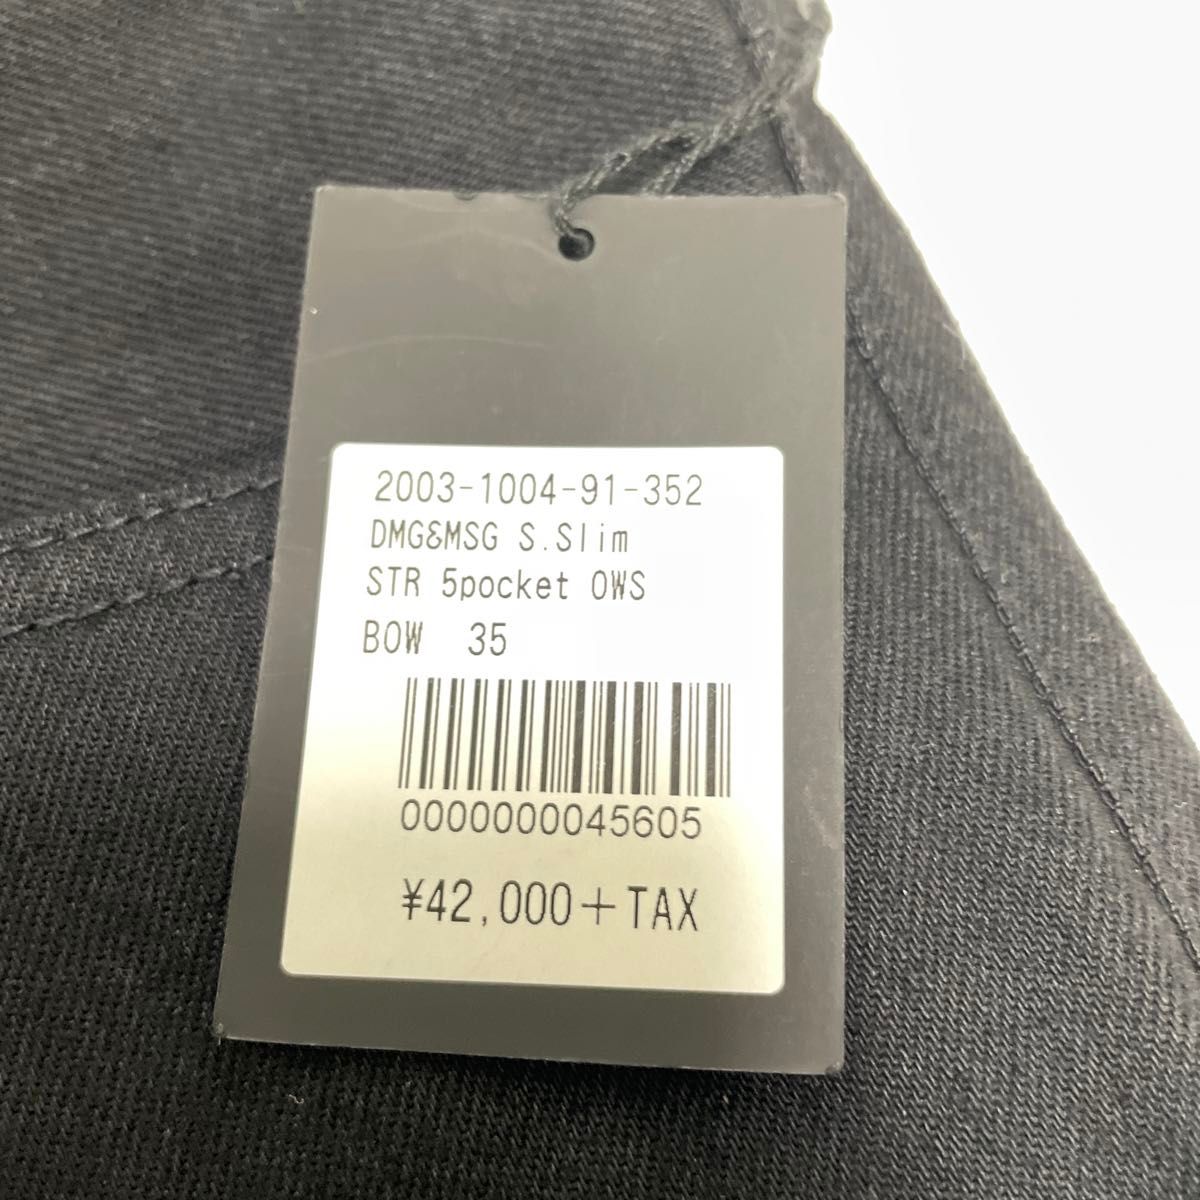 2003-1004-91-352
DMG&MSG S.Slim
STR 5pocket OWS
BOW 35
0000000045605
¥42,000+TAX